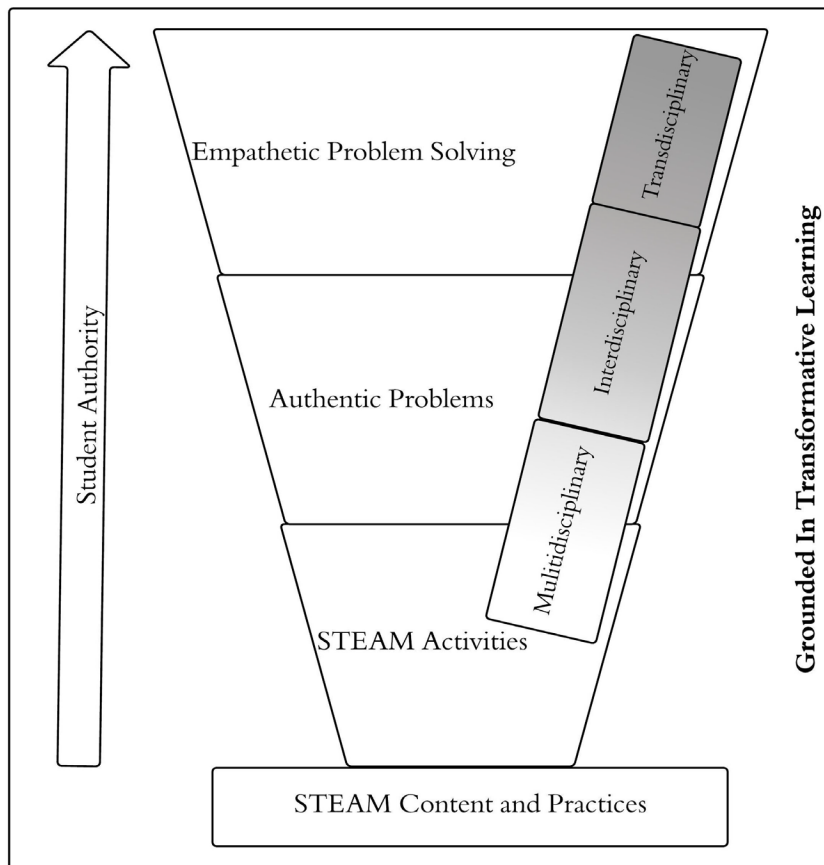 Empathetic Problem Solving
Transdisciplinary
Interdisciplinary
Authentic Problems
Mulitidisciplinary
STEAM Activities
STEAM Content and Practices
Student Authority
Grounded In Transformative Learning